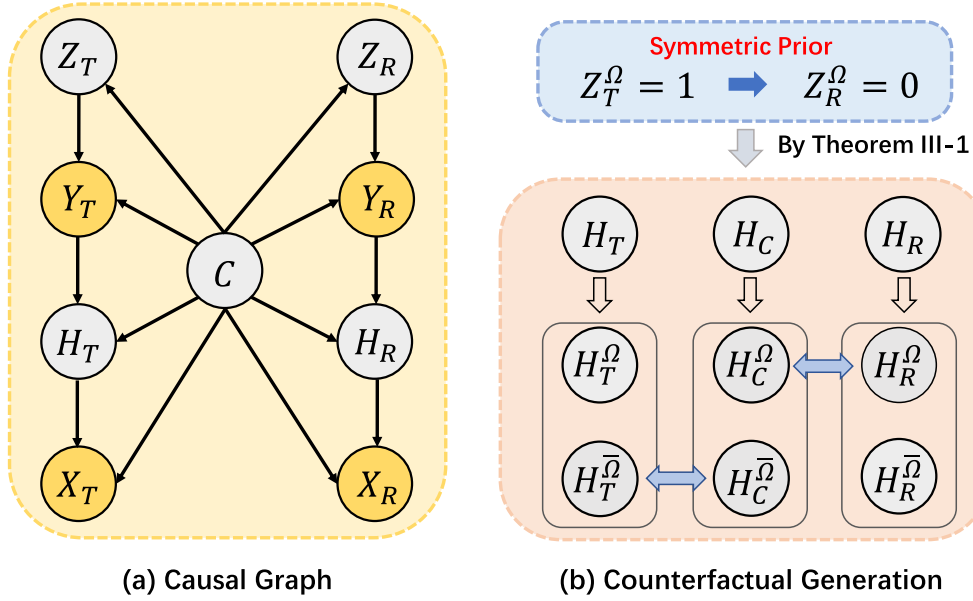 Z_T Z_R
Y_T Y_R
C
H_T H_R
X_T X_R
(a) Causal Graph
Symmetric Prior
Z_T^Ω = 1 Z_R^Ω = 0
By Theorem III-1
H_T H_C H_R
H_T^Ω H_C^Ω H_R^Ω
H_T^Ω̅ H_C^Ω̅ H_R^Ω̅
(b) Counterfactual Generation